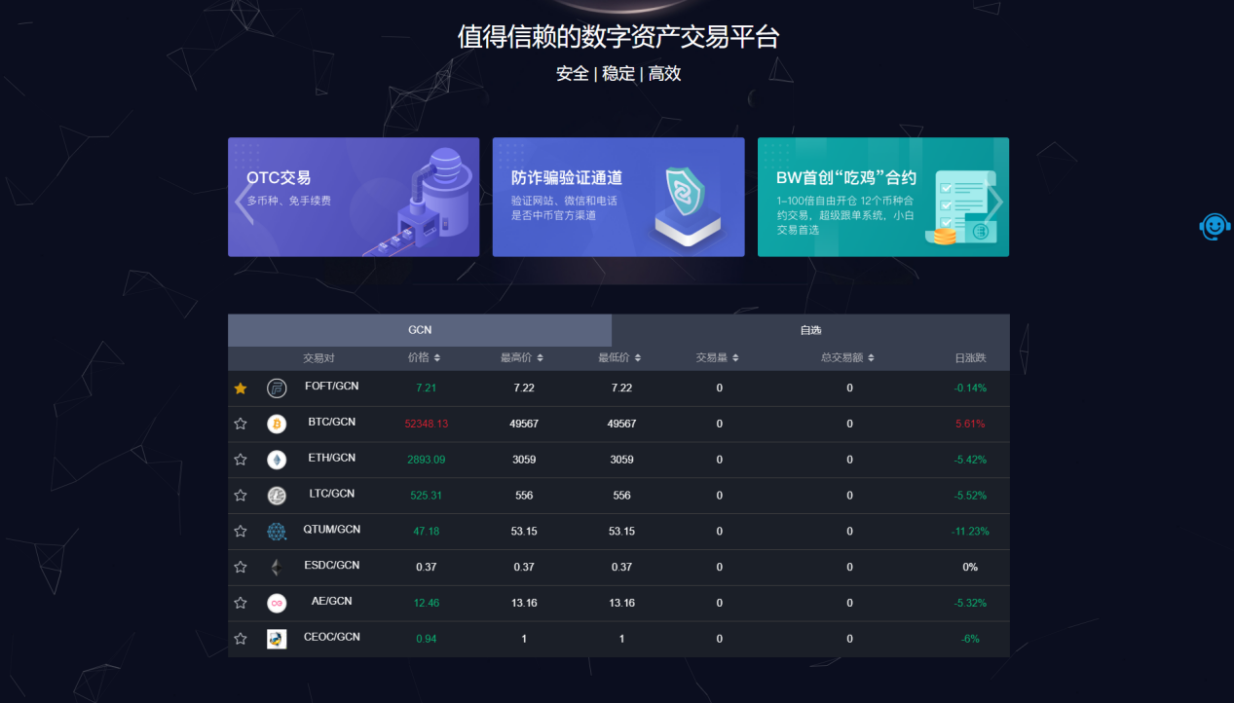 值得信赖的数字资产交易平台
安全 | 稳定 | 高效
OTC交易
多币种、免手续费
防诈骗验证通道
验证网站、微信和电话
是否中币官方渠道
BW首创“吃鸡”合约
1-100倍自由开仓 12个币种合
约交易，超级跟单系统，小白
交易首选
GCN 自选
交易对 价格 最高价 最低价 交易量 总交易额 日涨跌
FOFT/GCN 7.21 7.22 7.22 0 0 -0.14%
BTC/GCN 52348.13 49567 49567 0 0 5.61%
ETH/GCN 2893.09 3059 3059 0 0 -5.42%
LTC/GCN 525.31 556 556 0 0 -5.52%
QTUM/GCN 47.18 53.15 53.15 0 0 -11.23%
ESDC/GCN 0.37 0.37 0.37 0 0 0%
AE/GCN 12.46 13.16 13.16 0 0 -5.32%
CEOC/GCN 0.94 1 1 0 0 -6%